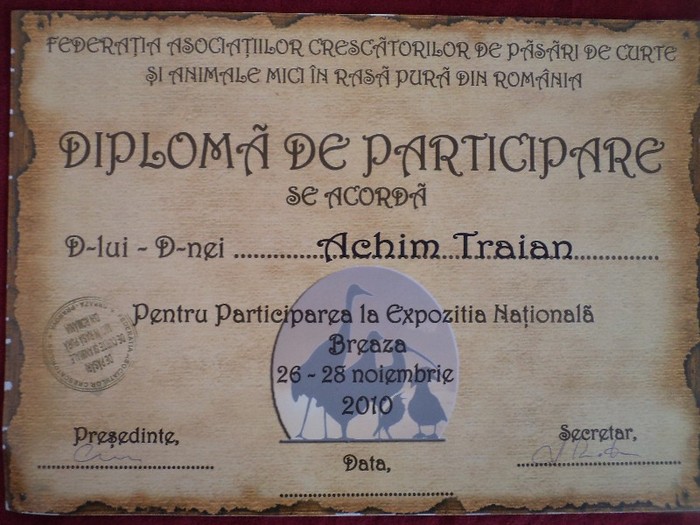 FEDERAȚIA ASOCIAȚIILOR CRESCĂTORILOR DE PĂSĂRI DE CURTE
ȘI ANIMALE MICI ÎN RASĂ PURĂ DIN ROMÂNIA
DIPLOMĂ DE PARTICIPARE
SE ACORDĂ
D-lui - D-nei ..........Achim Traian..........
Pentru Participarea la Expozitia Națională
Breaza
26 - 28 noiembrie
2010
Președinte,
Secretar,
Data,